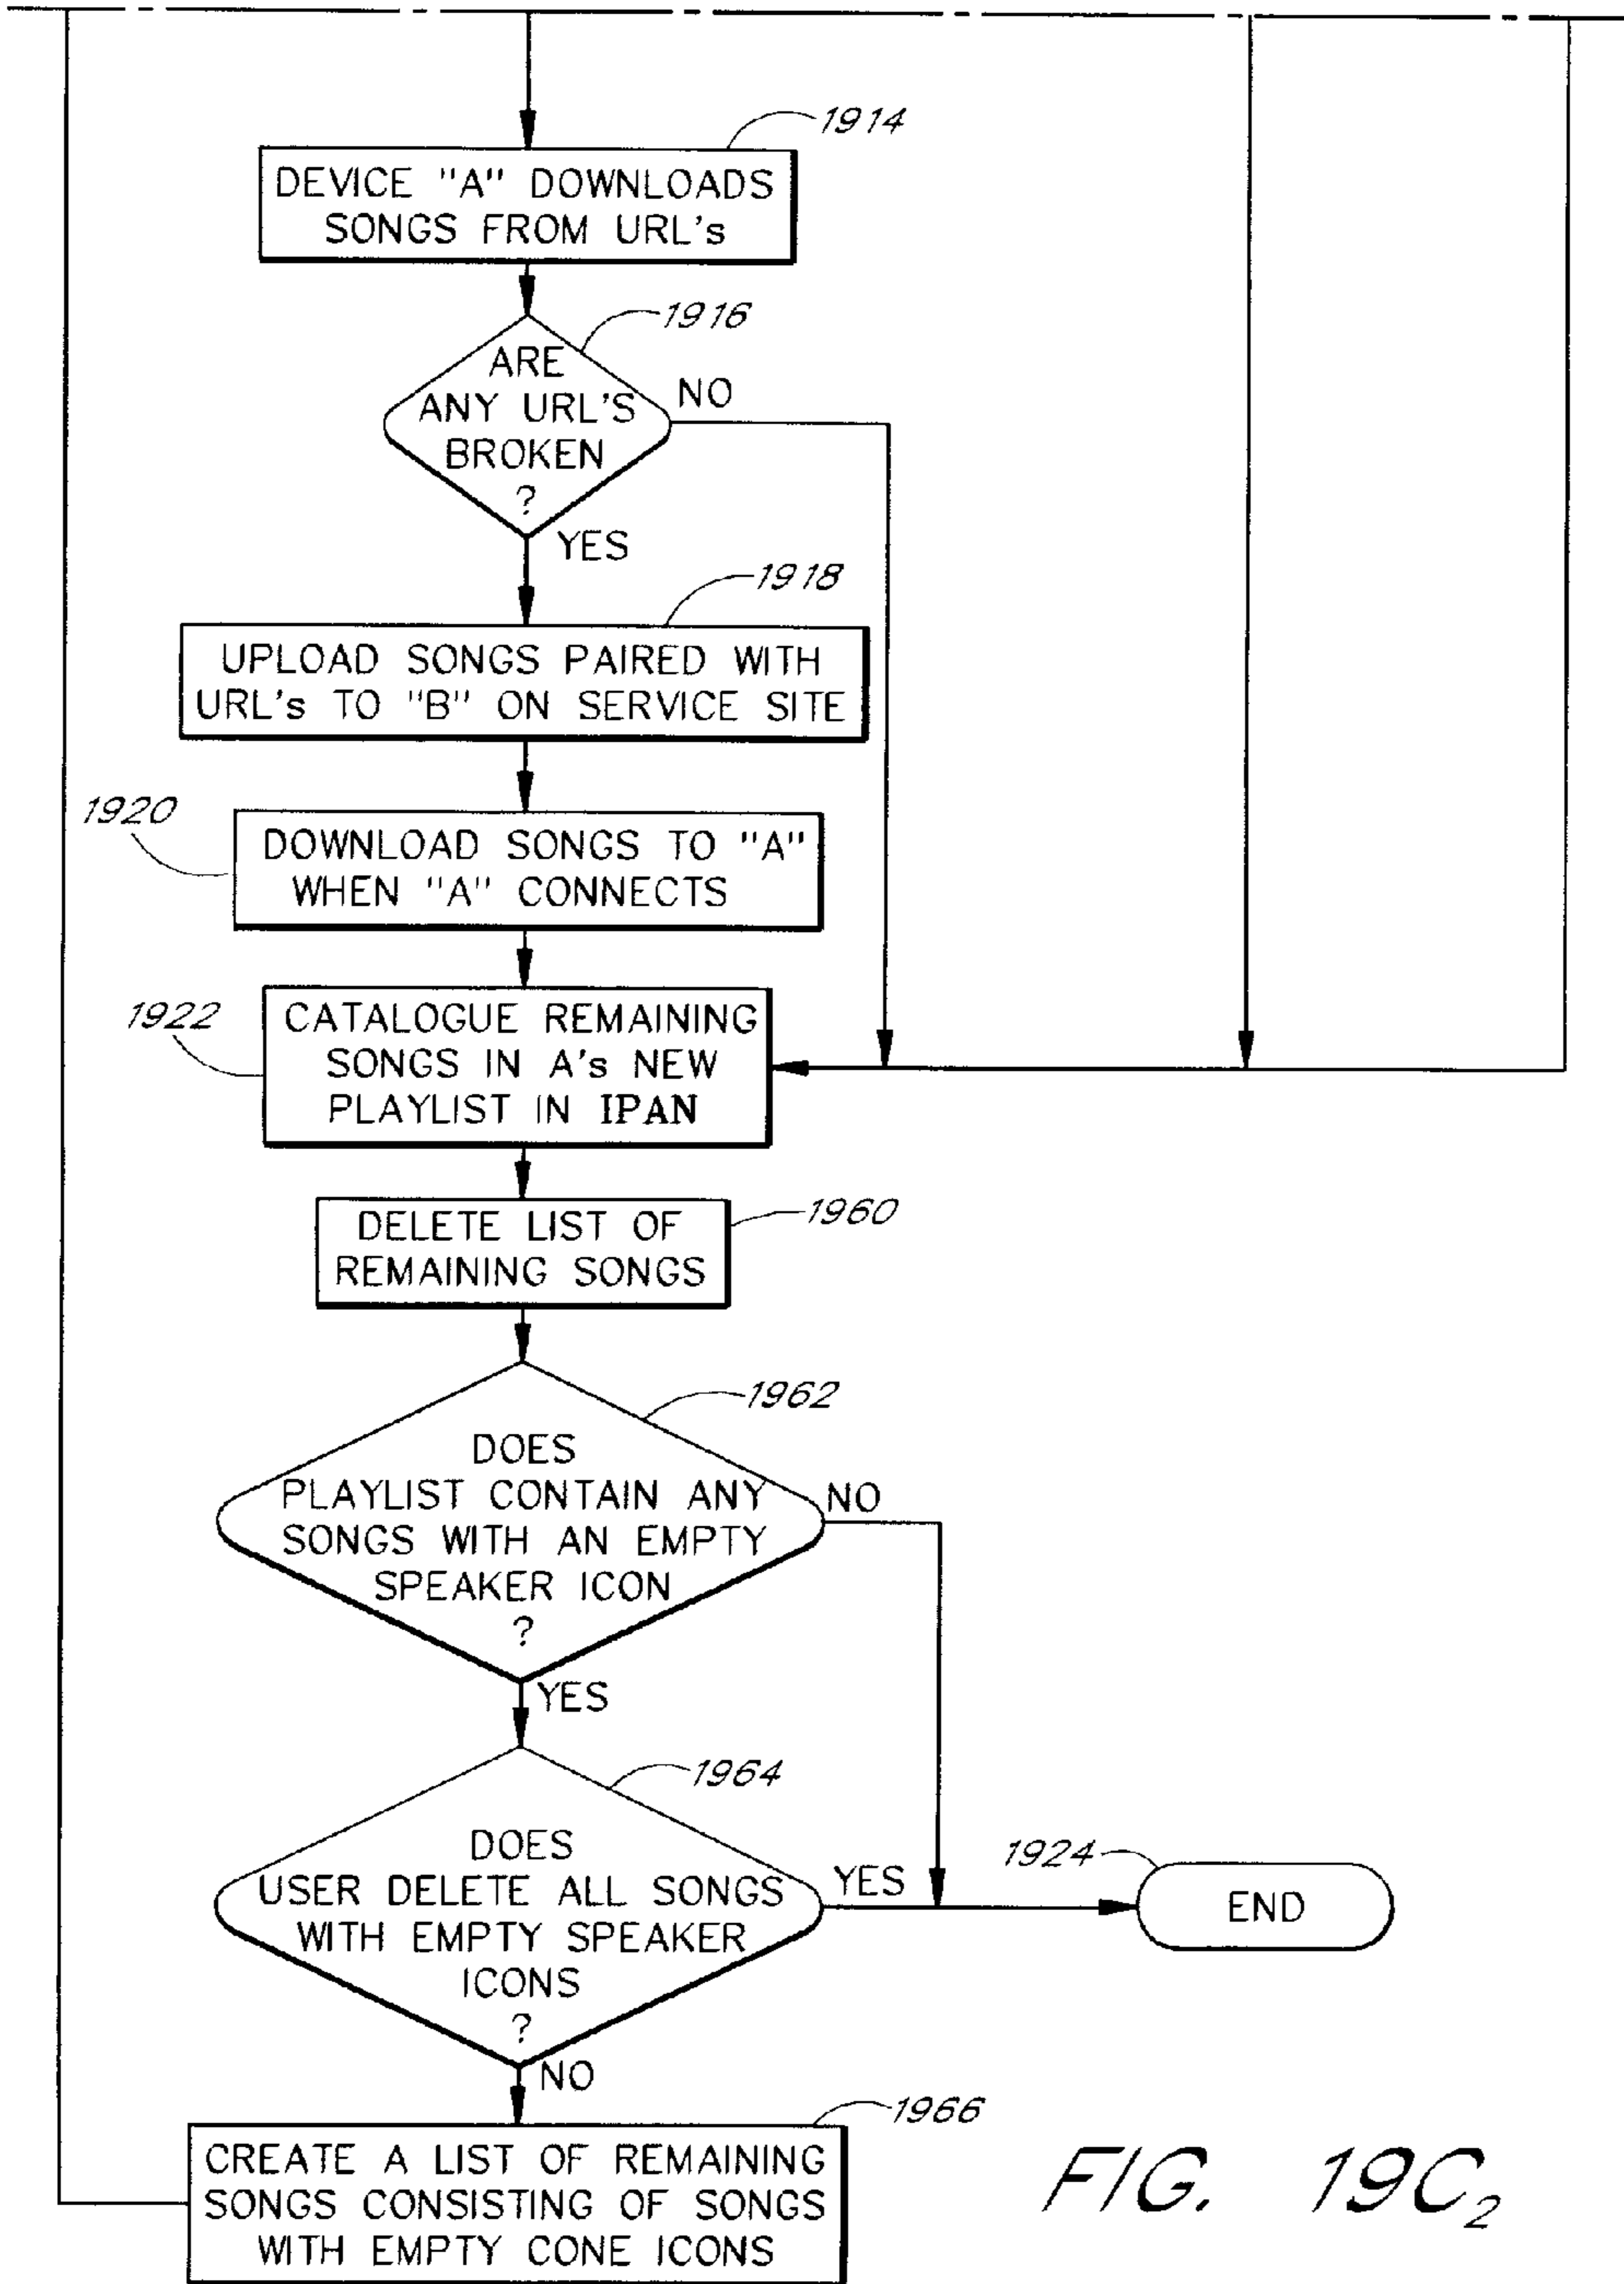 1914
DEVICE "A" DOWNLOADS
SONGS FROM URL's
1916
ARE
ANY URL'S
BROKEN
?
NO
YES
1918
UPLOAD SONGS PAIRED WITH
URL's TO "B" ON SERVICE SITE
1920
DOWNLOAD SONGS TO "A"
WHEN "A" CONNECTS
1922
CATALOGUE REMAINING
SONGS IN A's NEW
PLAYLIST IN IPAN
1960
DELETE LIST OF
REMAINING SONGS
1962
DOES
PLAYLIST CONTAIN ANY
SONGS WITH AN EMPTY
SPEAKER ICON
?
NO
YES
1964
DOES
USER DELETE ALL SONGS
WITH EMPTY SPEAKER
ICONS
?
YES
1924
END
NO
1966
CREATE A LIST OF REMAINING
SONGS CONSISTING OF SONGS
WITH EMPTY CONE ICONS
FIG. 19C2